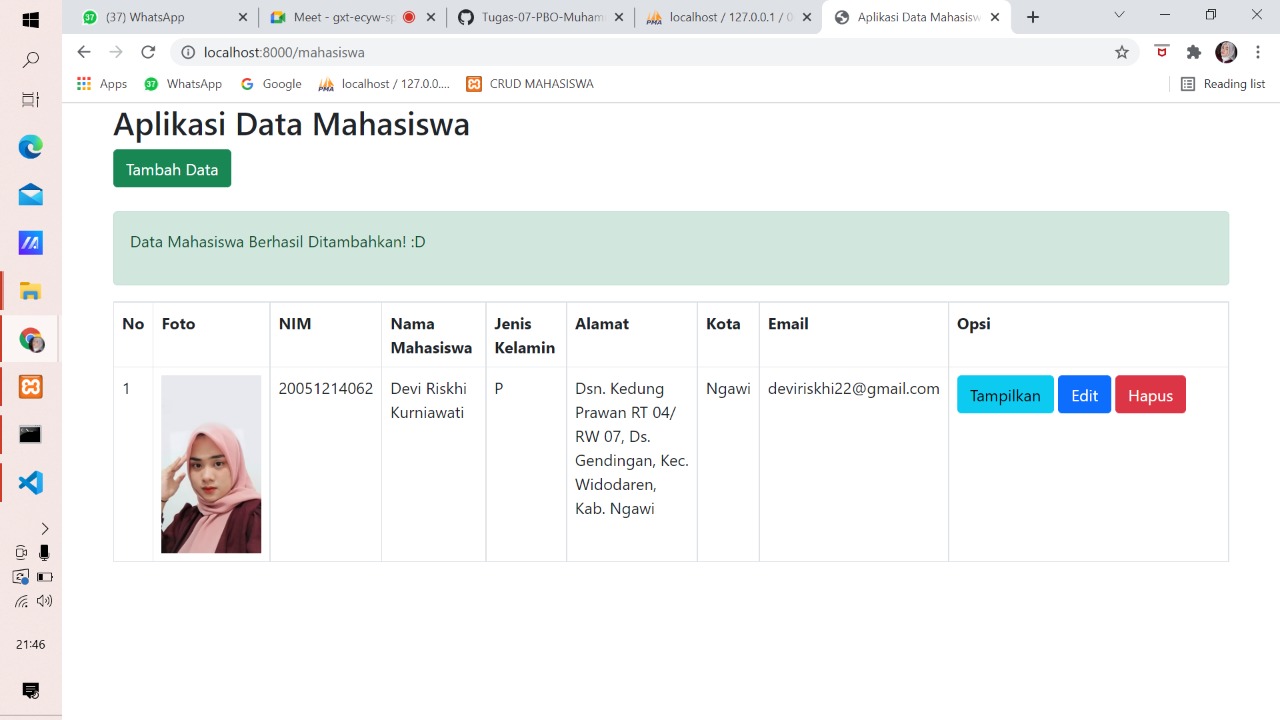 (37) WhatsApp
Meet - gxt-ecyw-sp
Tugas-07-PBO-Muham
localhost / 127.0.0.1 / 0
Aplikasi Data Mahasisw
localhost:8000/mahasiswa
Apps
37 WhatsApp
Google
PMA localhost / 127.0.0....
CRUD MAHASISWA
Reading list
Aplikasi Data Mahasiswa
Tambah Data
Data Mahasiswa Berhasil Ditambahkan! :D
No Foto NIM Nama Mahasiswa Jenis Kelamin Alamat Kota Email Opsi
1 20051214062 Devi Riskhi Kurniawati P Dsn. Kedung Prawan RT 04/ RW 07, Ds. Gendingan, Kec. Widodaren, Kab. Ngawi Ngawi deviriskhi22@gmail.com Tampilkan Edit Hapus
21:46